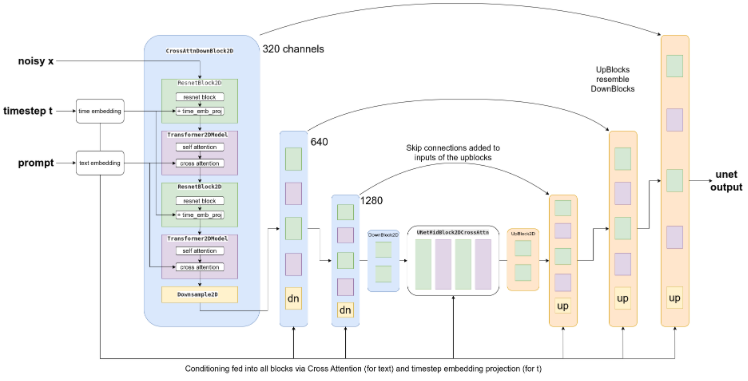 CrossAttnDownBlock2D
320 channels
noisy x
ResnetBlock2D
resnet block
+ time_emb_proj
timestep t
time embedding
Transformer2DModel
self attention
cross attention
prompt
text embedding
ResnetBlock2D
resnet block
+ time_emb_proj
Transformer2DModel
self attention
cross attention
Downsample2D
640
dn
1280
dn
Skip connections added to
inputs of the upblocks
DownBlock2D
UNetMidBlock2DCrossAttn
UpBlock2D
up
up
up
UpBlocks
resemble
DownBlocks
unet
output
Conditioning fed into all blocks via Cross Attention (for text) and timestep embedding projection (for t)